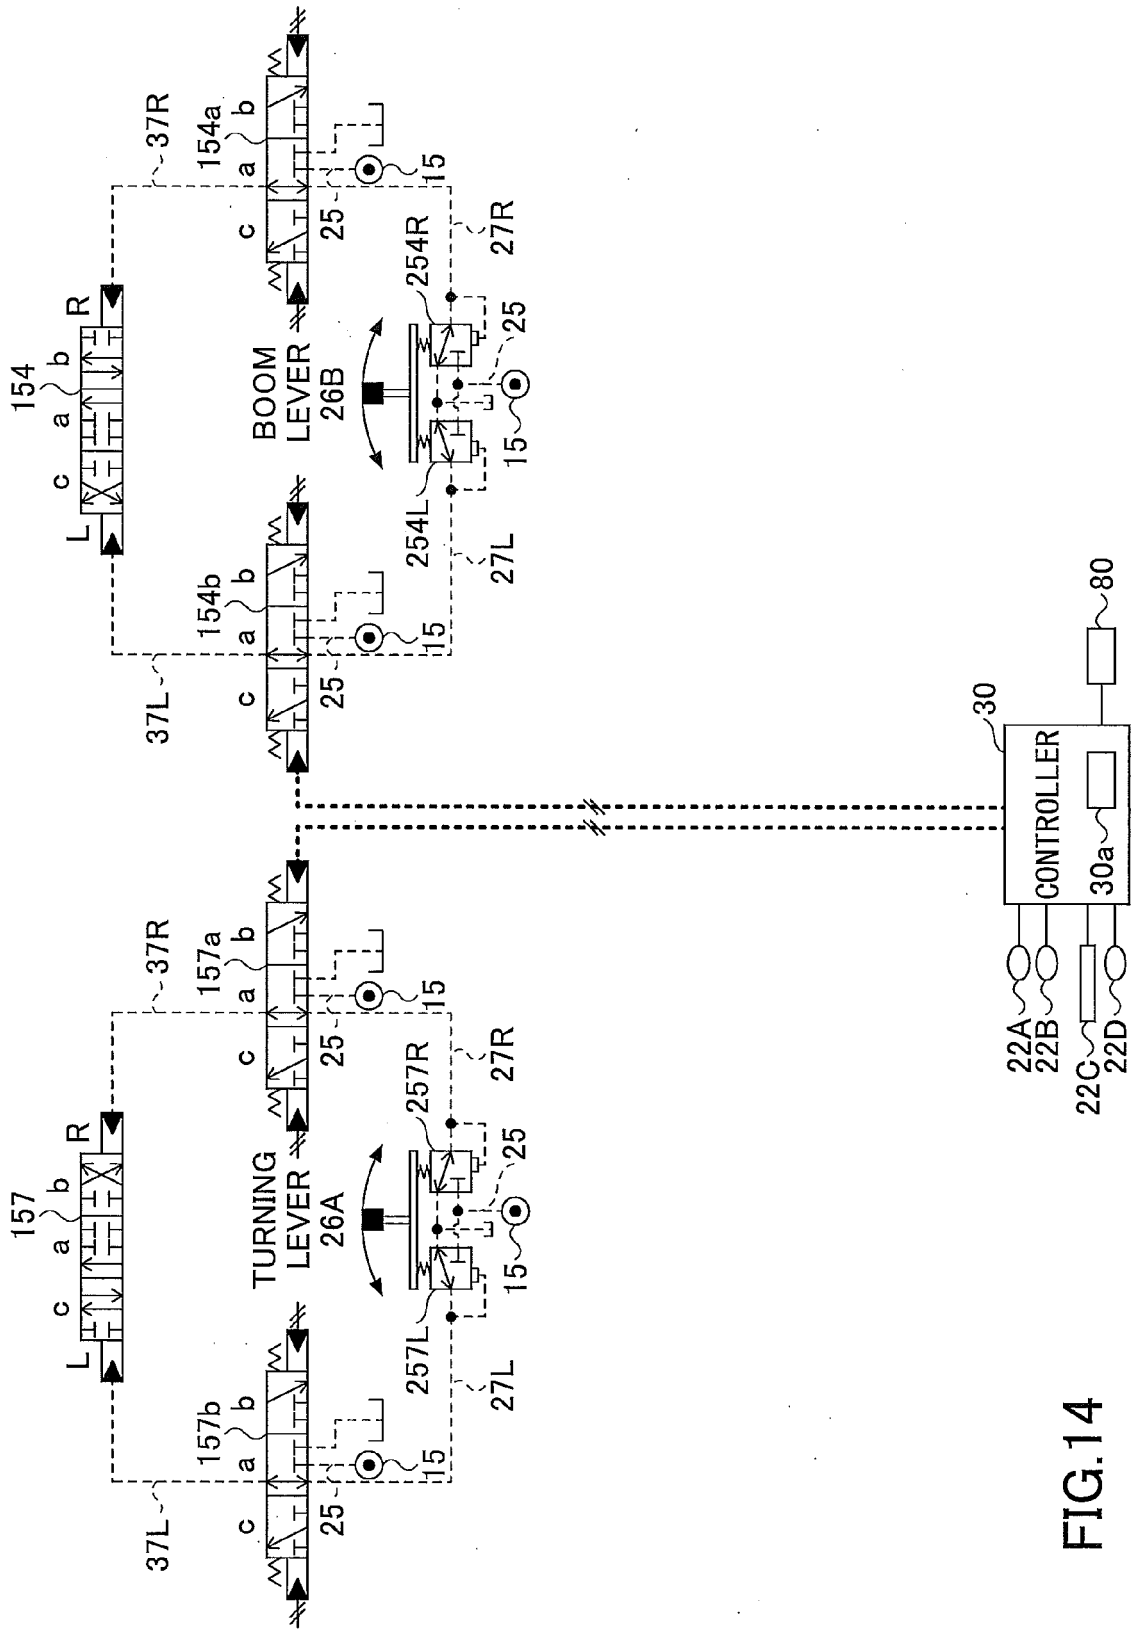 157
L
c
a
b
R
37L
37R
157b
c
a
b
25
15
TURNING
LEVER
26A
157a
c
a
b
25
15
257L
257R
27L
27R
15
25
154
L
c
a
b
R
37L
37R
154b
c
a
b
25
15
BOOM
LEVER
26B
154a
c
a
b
25
15
254L
254R
27L
27R
15
25
30
CONTROLLER
30a
80
22A
22B
22C
22D
FIG.14